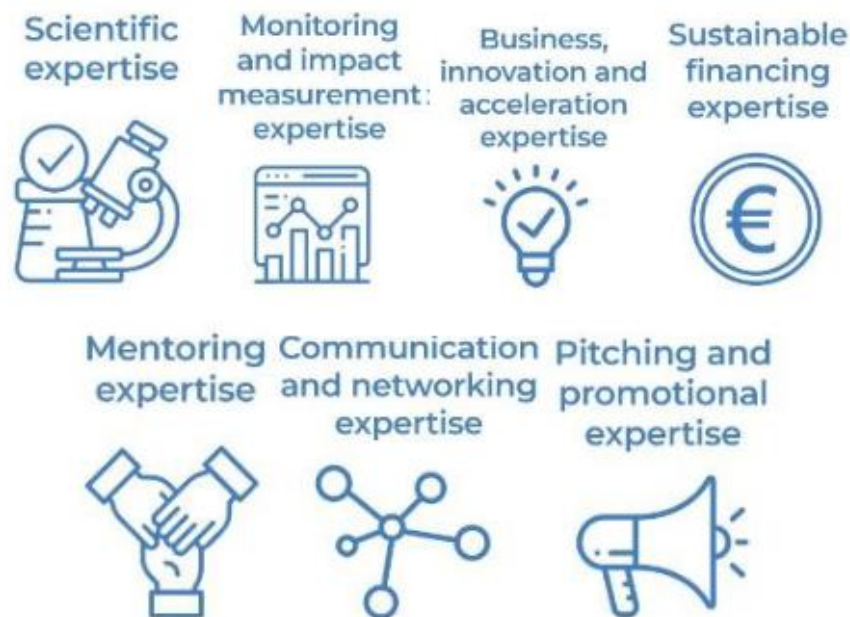 Scientific
expertise
Monitoring
and impact
measurement:
expertise
Business,
innovation and
acceleration
expertise
Sustainable
financing
expertise
€
Mentoring
expertise
Communication
and networking
expertise
Pitching and
promotional
expertise